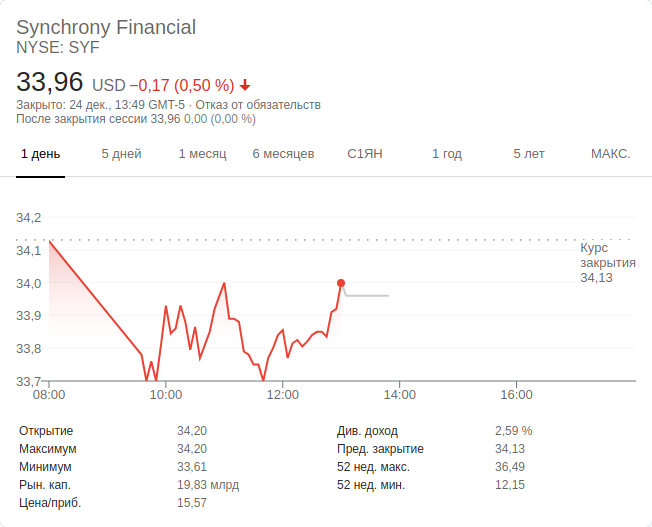 Synchrony Financial
NYSE: SYF
33,96 USD −0,17 (0,50 %)
Закрыто: 24 дек., 13:49 GMT-5 · Отказ от обязательств
После закрытия сессии 33,96 0,00 (0,00 %)
1 день 5 дней 1 месяц 6 месяцев С1ЯН 1 год 5 лет МАКС.
34,2
34,1
34,0
33,9
33,8
33,7
Курс
закрытия
34,13
08:00 10:00 12:00 14:00 16:00
Открытие 34,20 Див. доход 2,59 %
Максимум 34,20 Пред. закрытие 34,13
Минимум 33,61 52 нед. макс. 36,49
Рын. кап. 19,83 млрд 52 нед. мин. 12,15
Цена/приб. 15,57